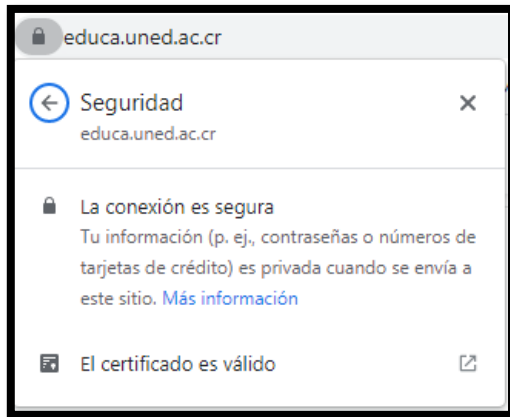 educa.uned.ac.cr
Seguridad
educa.uned.ac.cr
La conexión es segura
Tu información (p. ej., contraseñas o números de
tarjetas de crédito) es privada cuando se envía a
este sitio. Más información
El certificado es válido